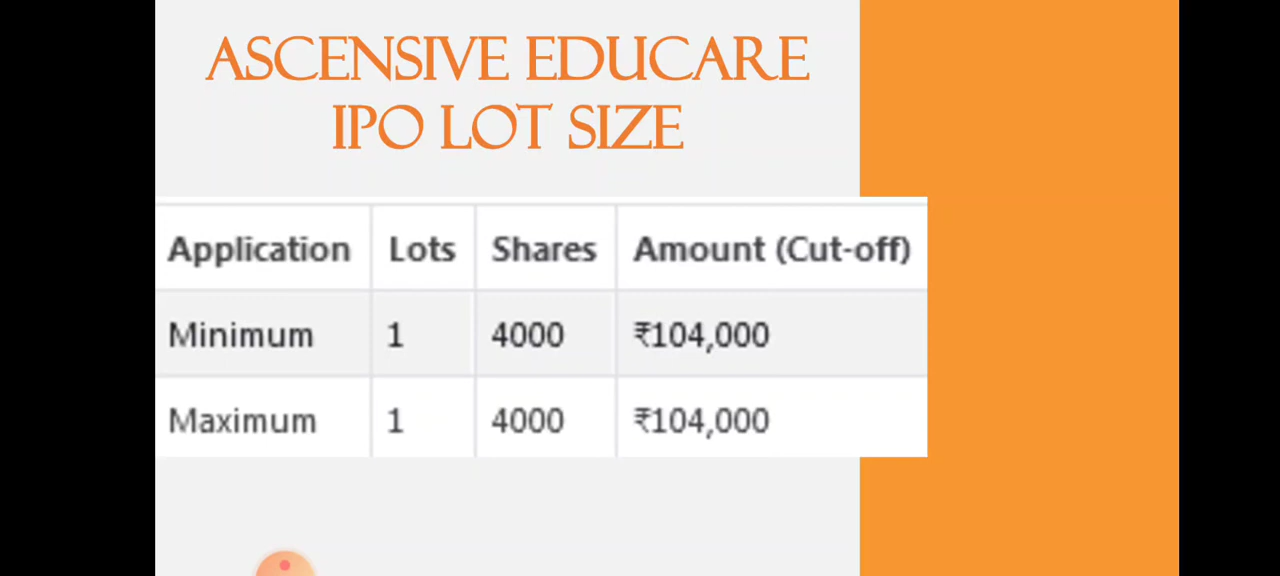 ASCENSIVE EDUCARE
IPO LOT SIZE
Application Lots Shares Amount (Cut-off)
Minimum 1 4000 ₹104,000
Maximum 1 4000 ₹104,000